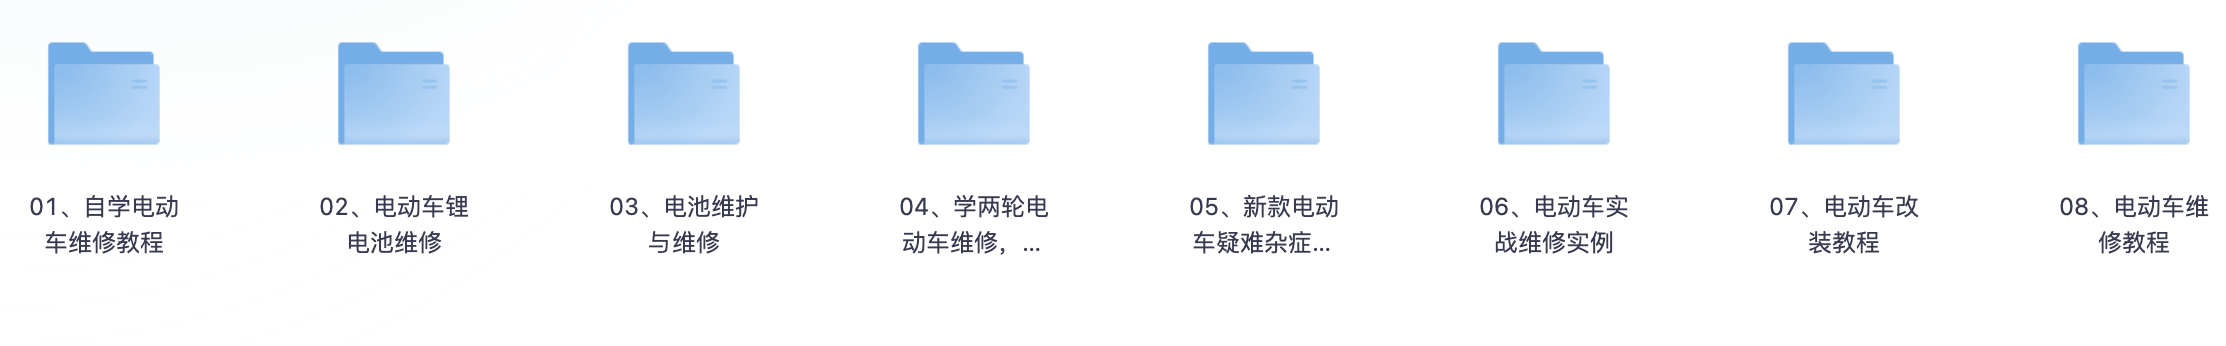 01、自学电动
车维修教程
02、电动车锂
电池维修
03、电池维护
与维修
04、学两轮电
动车维修，...
05、新款电动
车疑难杂症...
06、电动车实
战维修实例
07、电动车改
装教程
08、电动车维
修教程